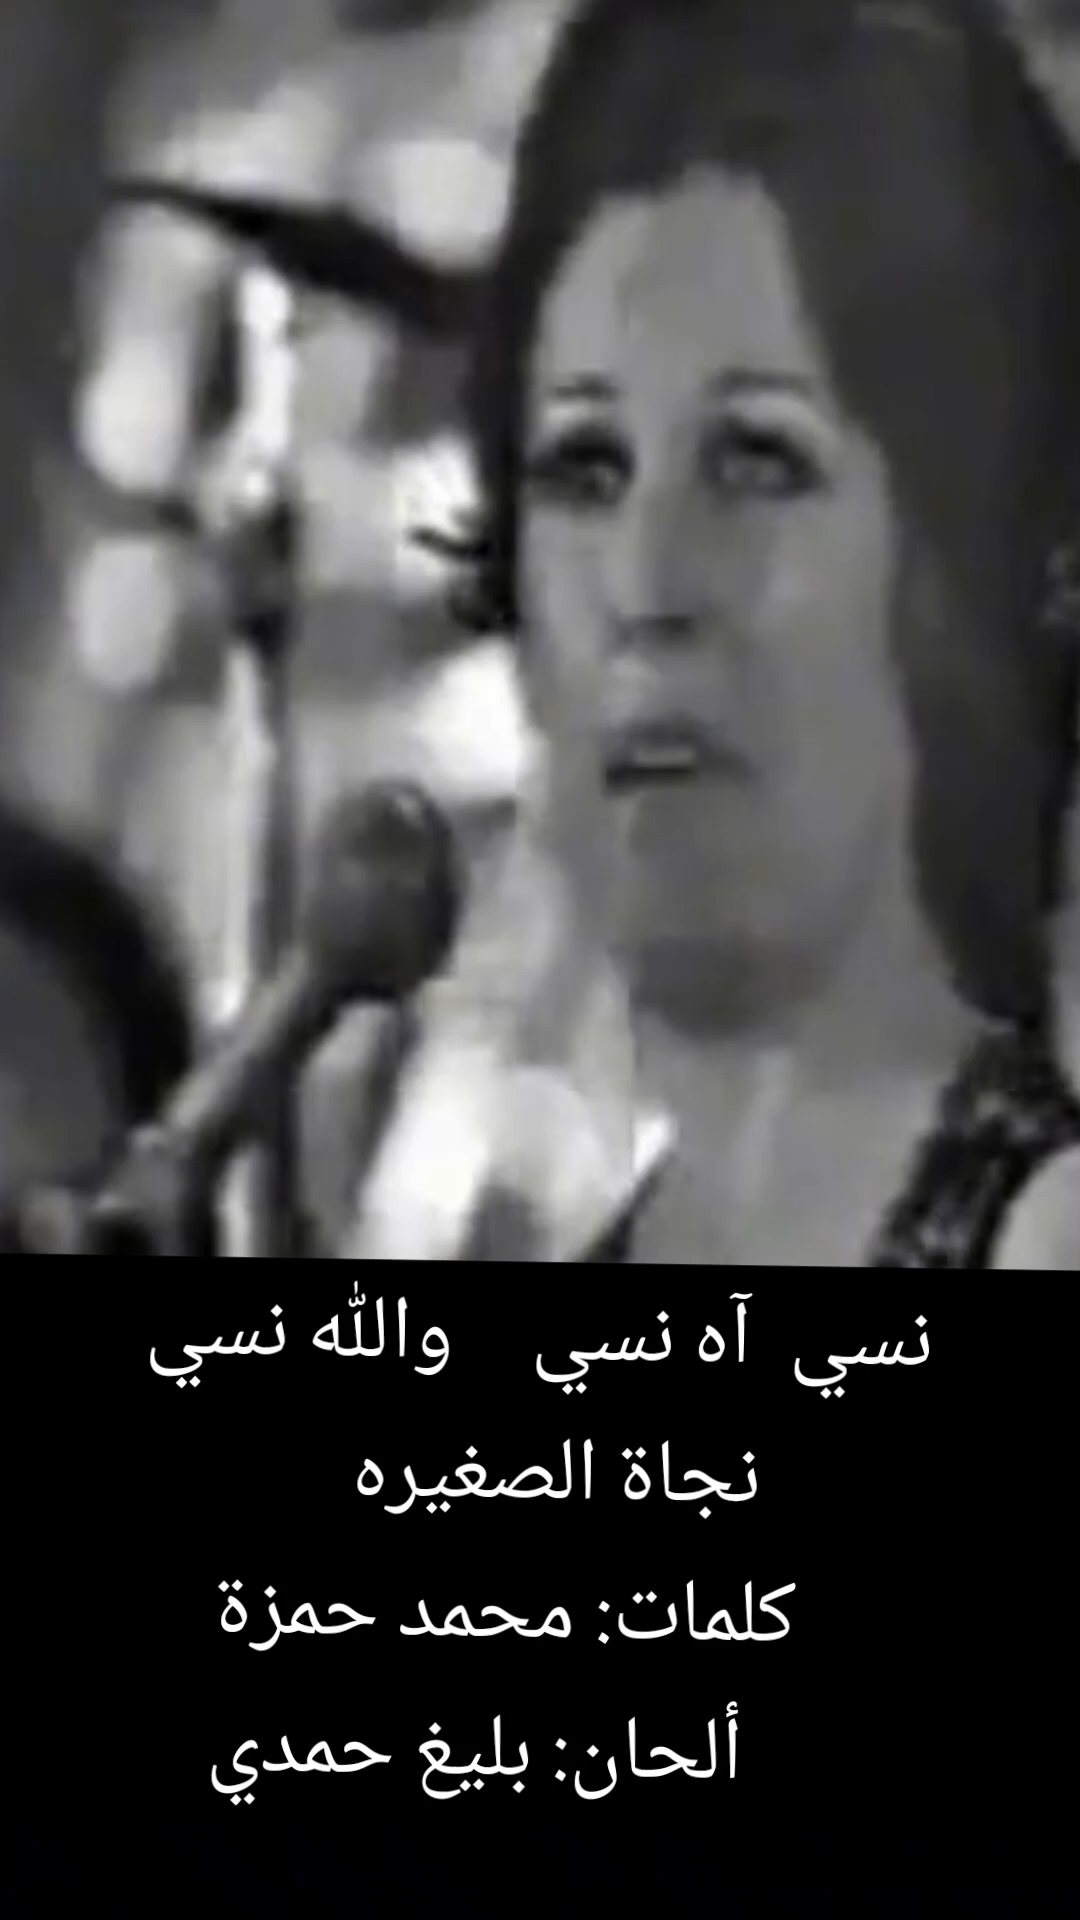 نسي آه نسي والله نسي
نجاة الصغيره
كلمات: محمد حمزة
ألحان: بليغ حمدي